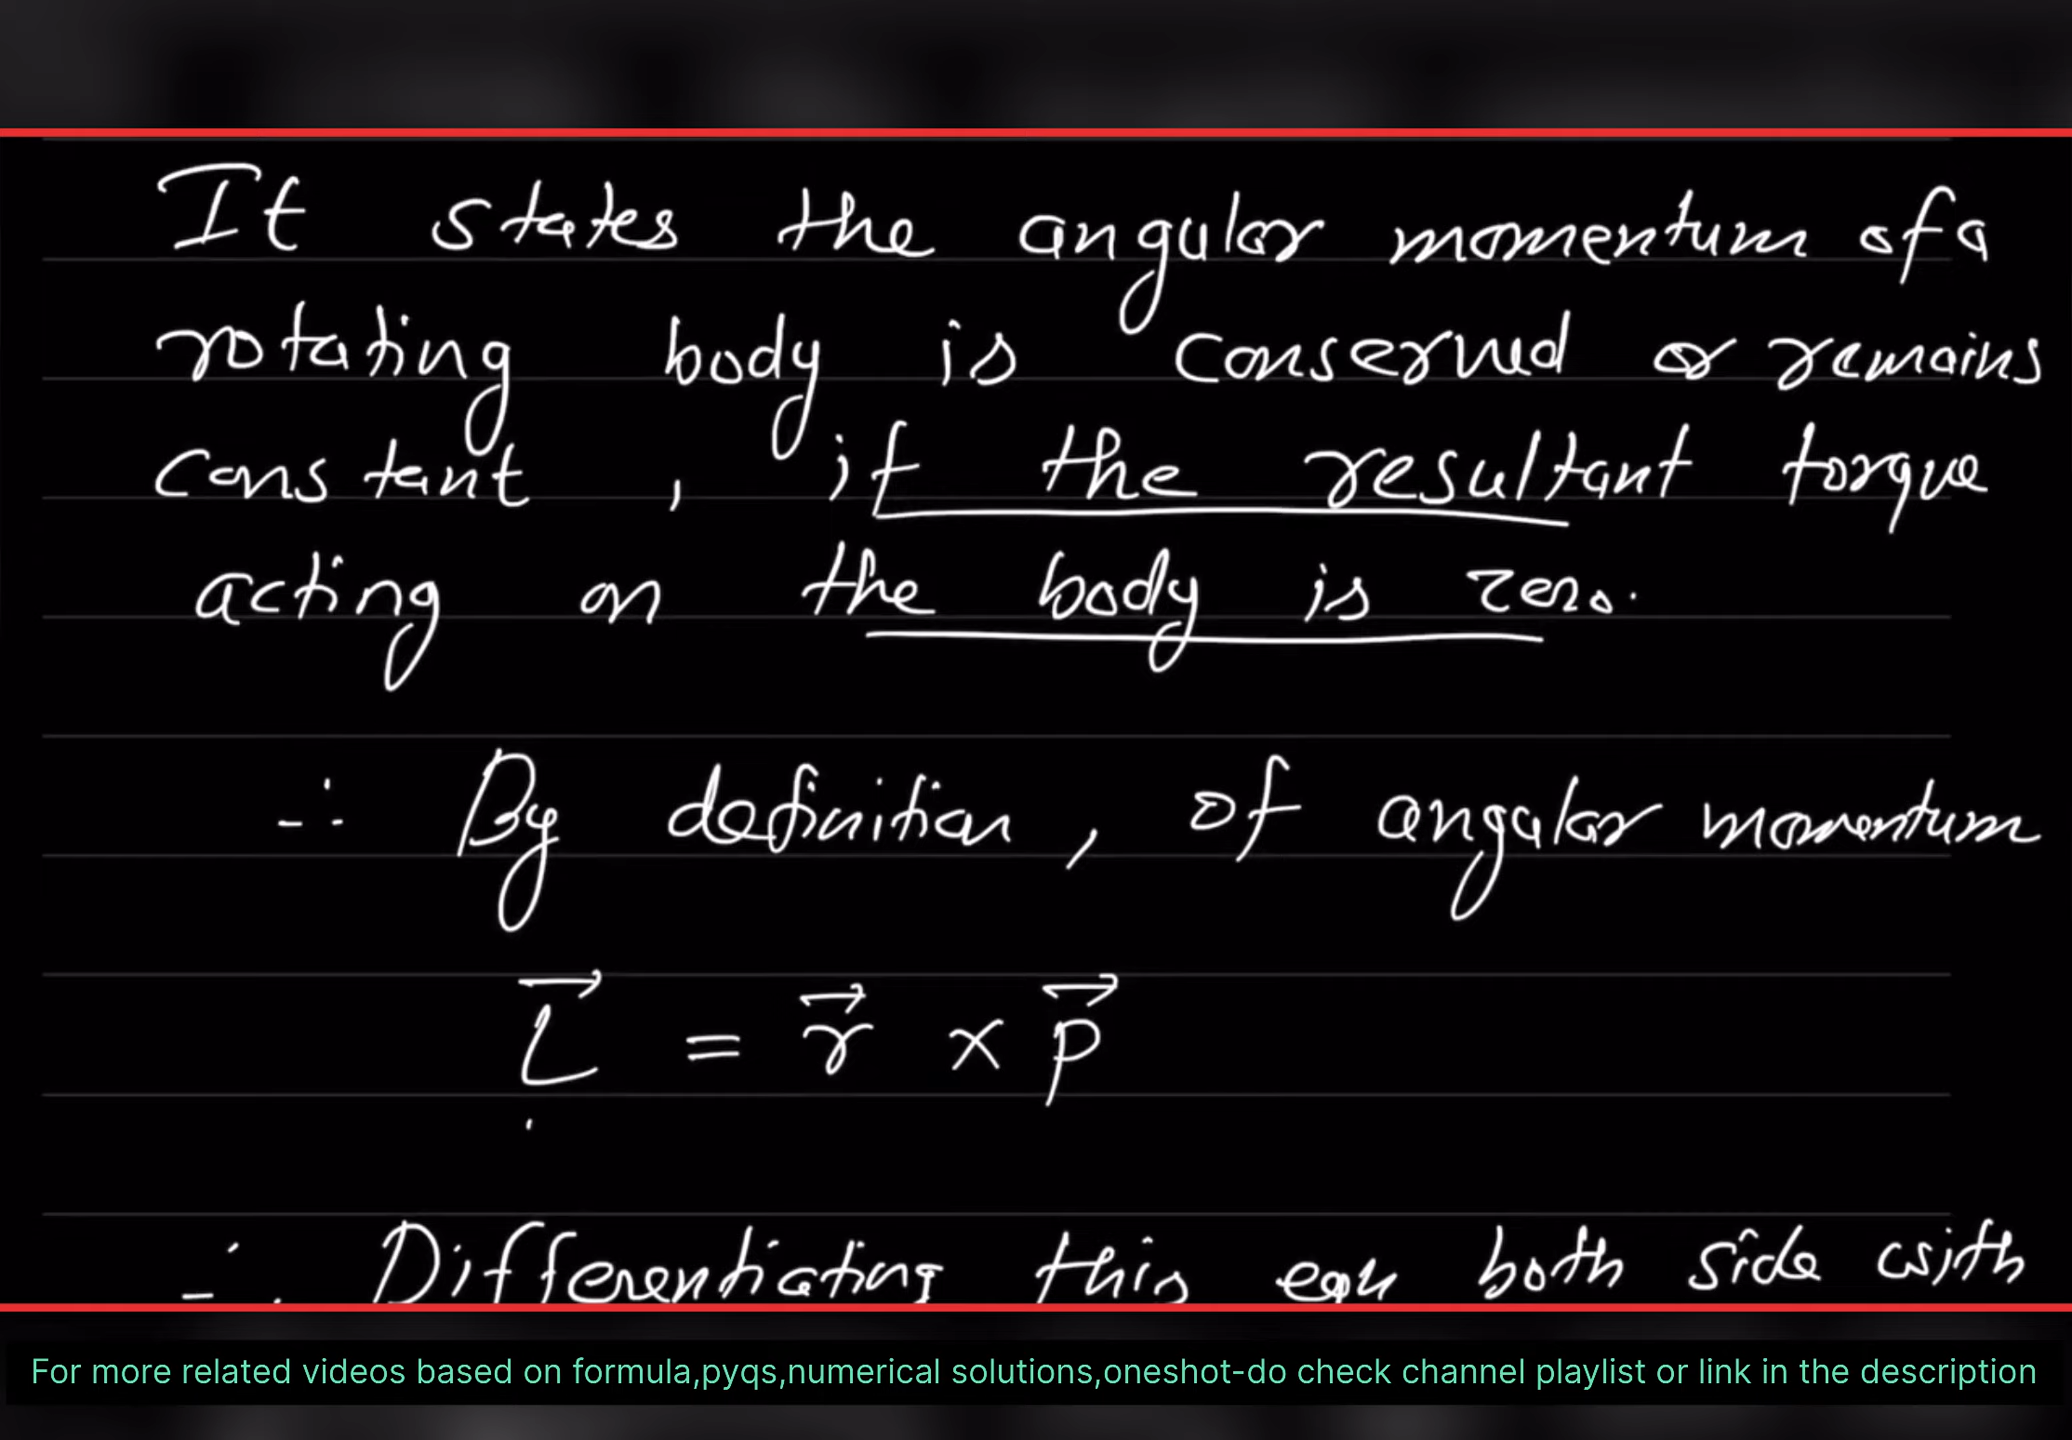 It states the angular momentum of a
rotating body is conserved or remains
constant , if the resultant torque
acting on the body is zero.
∴ By definition, of angular momentum
L⃗ = r⃗ × p⃗
∴ Differentiating this eqn both side with
For more related videos based on formula,pyqs,numerical solutions,oneshot-do check channel playlist or link in the description